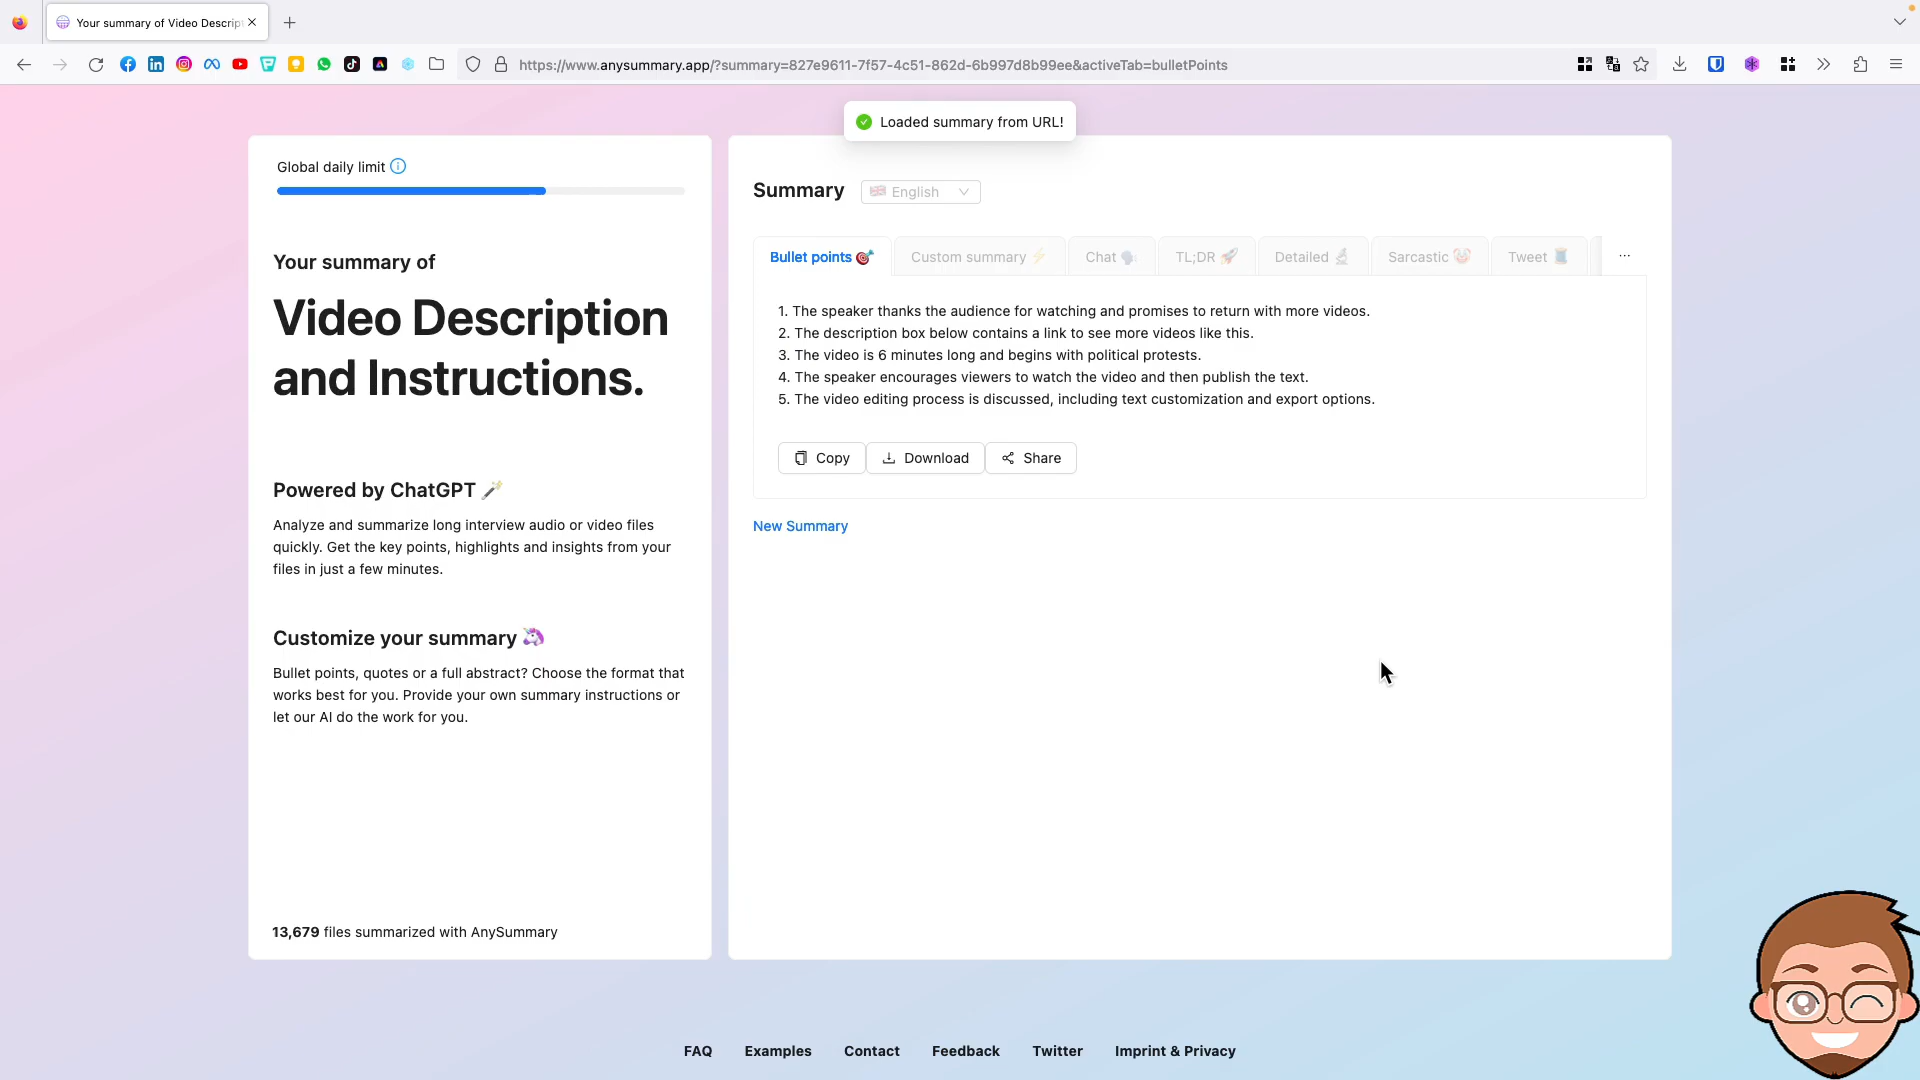 Your summary of Video Descript
https://www.anysummary.app/?summary=827e9611-7f57-4c51-862d-6b997d8b99ee&activeTab=bulletPoints
Loaded summary from URL!
Global daily limit
Your summary of
Video Description
and Instructions.
Powered by ChatGPT
Analyze and summarize long interview audio or video files
quickly. Get the key points, highlights and insights from your
files in just a few minutes.
Customize your summary
Bullet points, quotes or a full abstract? Choose the format that
works best for you. Provide your own summary instructions or
let our AI do the work for you.
13,679 files summarized with AnySummary
Summary
English
Bullet points
Custom summary
Chat
TL;DR
Detailed
Sarcastic
Tweet
...
1. The speaker thanks the audience for watching and promises to return with more videos.
2. The description box below contains a link to see more videos like this.
3. The video is 6 minutes long and begins with political protests.
4. The speaker encourages viewers to watch the video and then publish the text.
5. The video editing process is discussed, including text customization and export options.
Copy
Download
Share
New Summary
FAQ
Examples
Contact
Feedback
Twitter
Imprint & Privacy